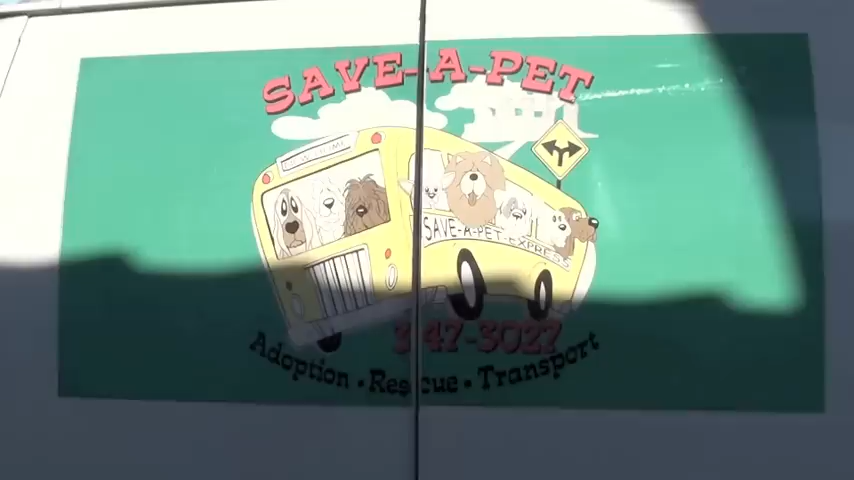 SAVE-A-PET
SAVE-A-PET-EXPRESS
347-3027
Adoption • Rescue • Transport